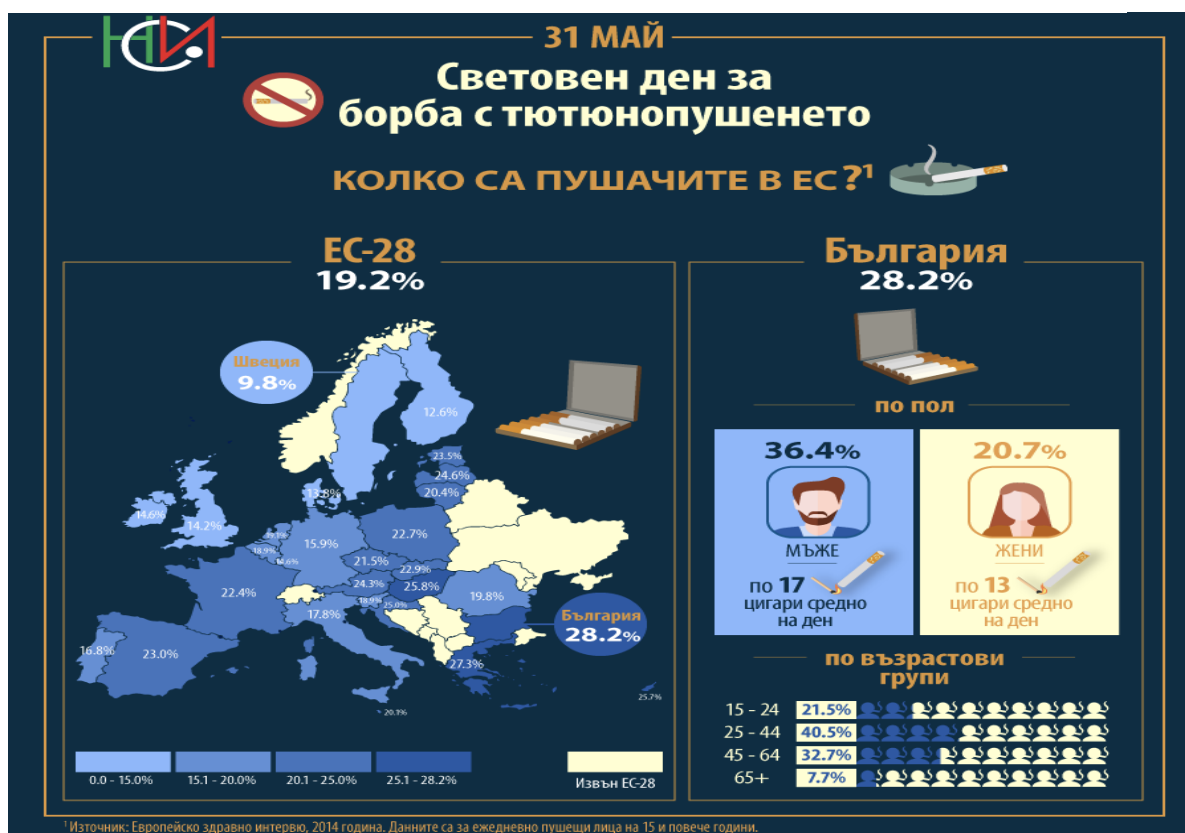 НСИ
31 МАЙ
Световен ден за
борба с тютюнопушенето
КОЛКО СА ПУШАЧИТЕ В ЕС?¹
ЕС-28
19.2%
Швеция
9.8%
12.6%
23.5%
24.6%
20.4%
13.8%
14.6%
14.2%
22.7%
15.9%
18.9%
21.5%
22.9%
24.3%
25.8%
22.4%
19.8%
18.9%
25.0%
17.8%
България
28.2%
16.8%
23.0%
27.3%
25.7%
20.1%
0.0 - 15.0%
15.1 - 20.0%
20.1 - 25.0%
25.1 - 28.2%
Извън ЕС-28
България
28.2%
по пол
36.4%
МЪЖЕ
по 17
цигари средно
на ден
20.7%
ЖЕНИ
по 13
цигари средно
на ден
по възрастови
групи
15 - 24 21.5%
25 - 44 40.5%
45 - 64 32.7%
65+ 7.7%
¹ Източник: Европейско здравно интервю, 2014 година. Данните са за ежедневно пушещи лица на 15 и повече години.